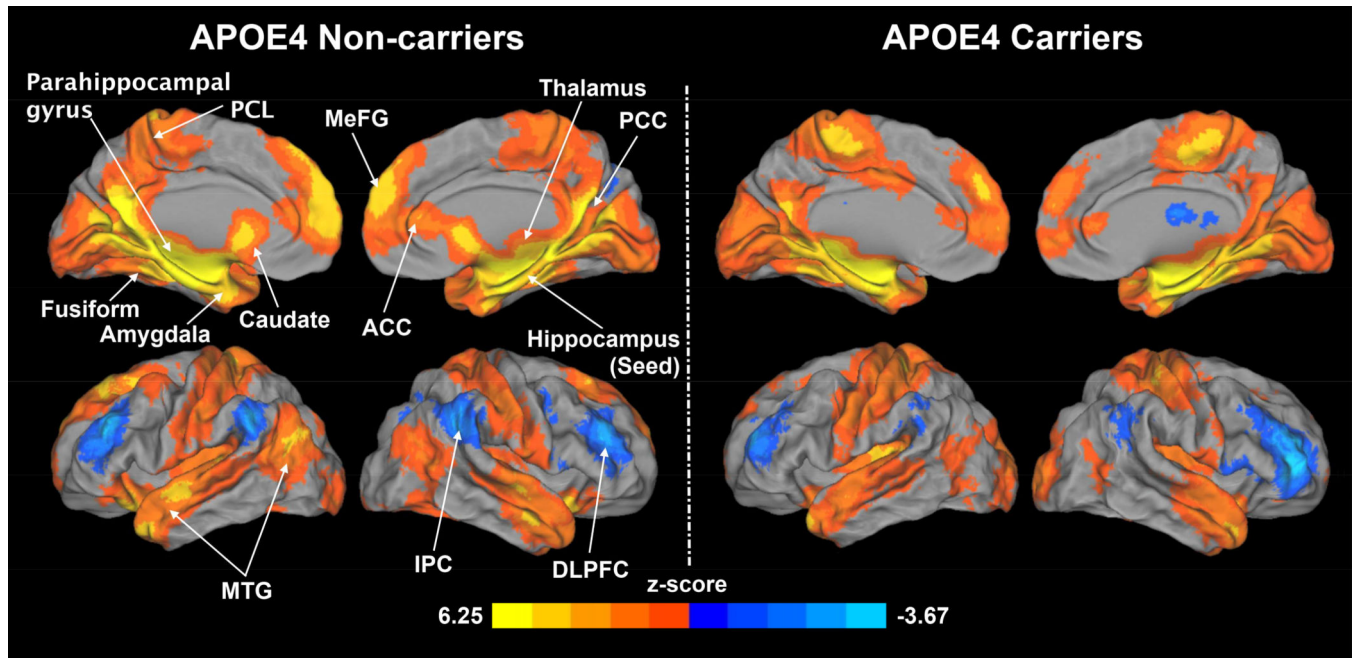 APOE4 Non-carriers
APOE4 Carriers
Parahippocampal
gyrus
PCL
MeFG
Thalamus
PCC
Fusiform
Amygdala
Caudate
ACC
Hippocampus
(Seed)
MTG
IPC
DLPFC
z-score
6.25
-3.67